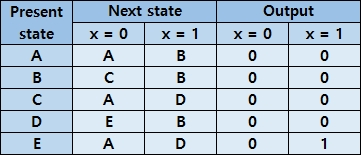 Present state Next state Output
x = 0 x = 1 x = 0 x = 1
A A B 0 0
B C B 0 0
C A D 0 0
D E B 0 0
E A D 0 1